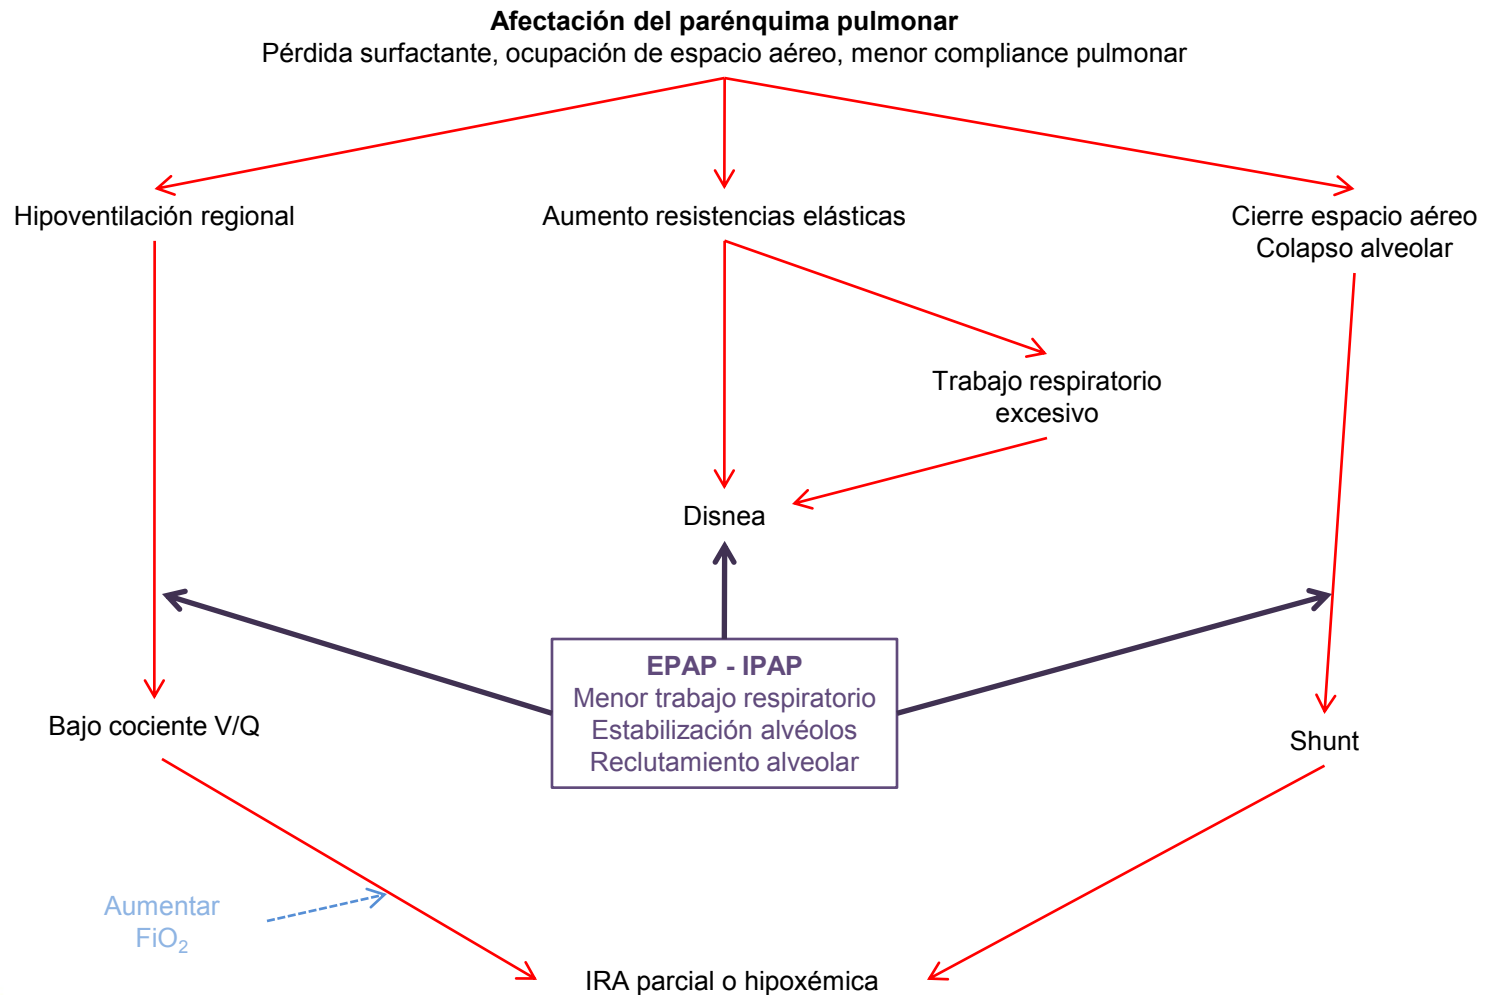 Afectación del parénquima pulmonar
Pérdida surfactante, ocupación de espacio aéreo, menor compliance pulmonar
Hipoventilación regional
Aumento resistencias elásticas
Cierre espacio aéreo
Colapso alveolar
Trabajo respiratorio
excesivo
Disnea
EPAP - IPAP
Menor trabajo respiratorio
Estabilización alvéolos
Reclutamiento alveolar
Bajo cociente V/Q
Shunt
Aumentar
FiO₂
IRA parcial o hipoxémica